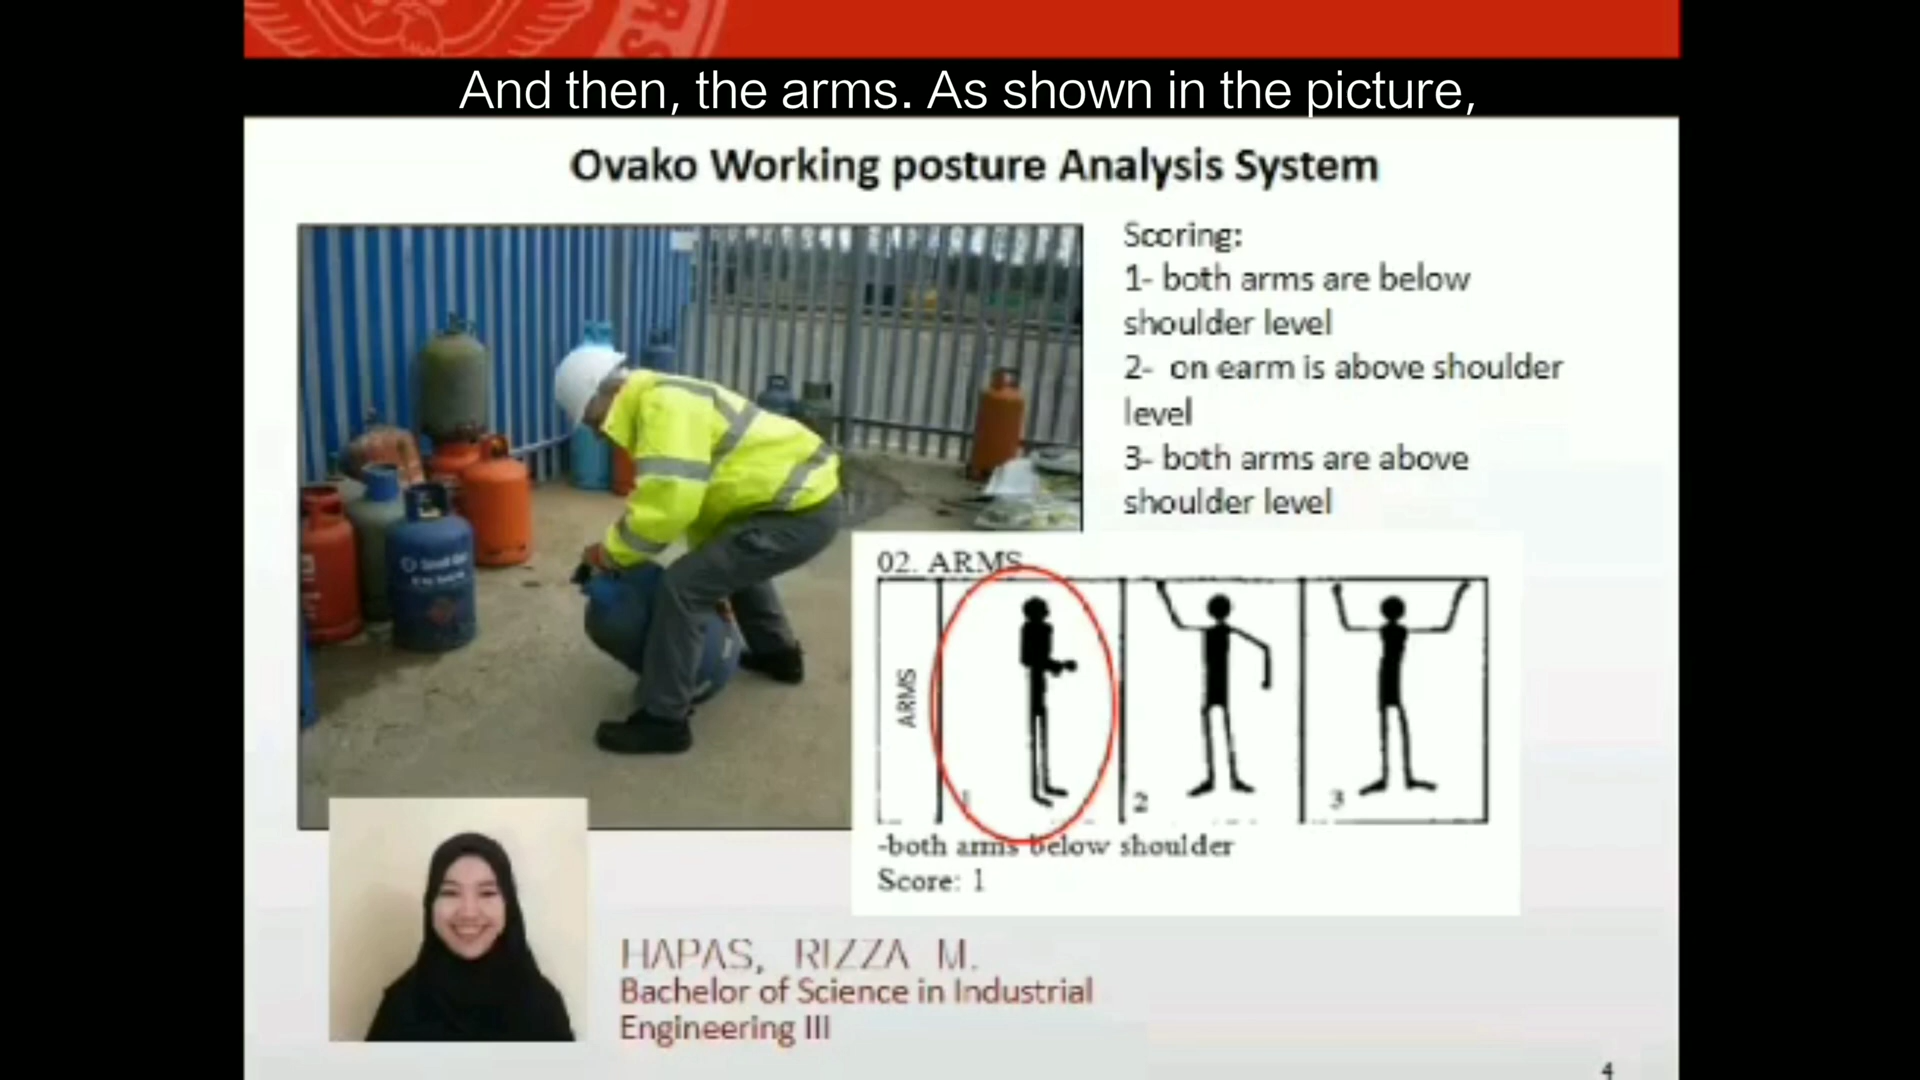 And then, the arms. As shown in the picture,
Ovako Working posture Analysis System
Scoring:
1- both arms are below
shoulder level
2- on earm is above shoulder
level
3- both arms are above
shoulder level
02. ARMS
ARMS
1
2
3
-both arms below shoulder
Score: 1
HAPAS, RIZZA M.
Bachelor of Science in Industrial
Engineering III
4